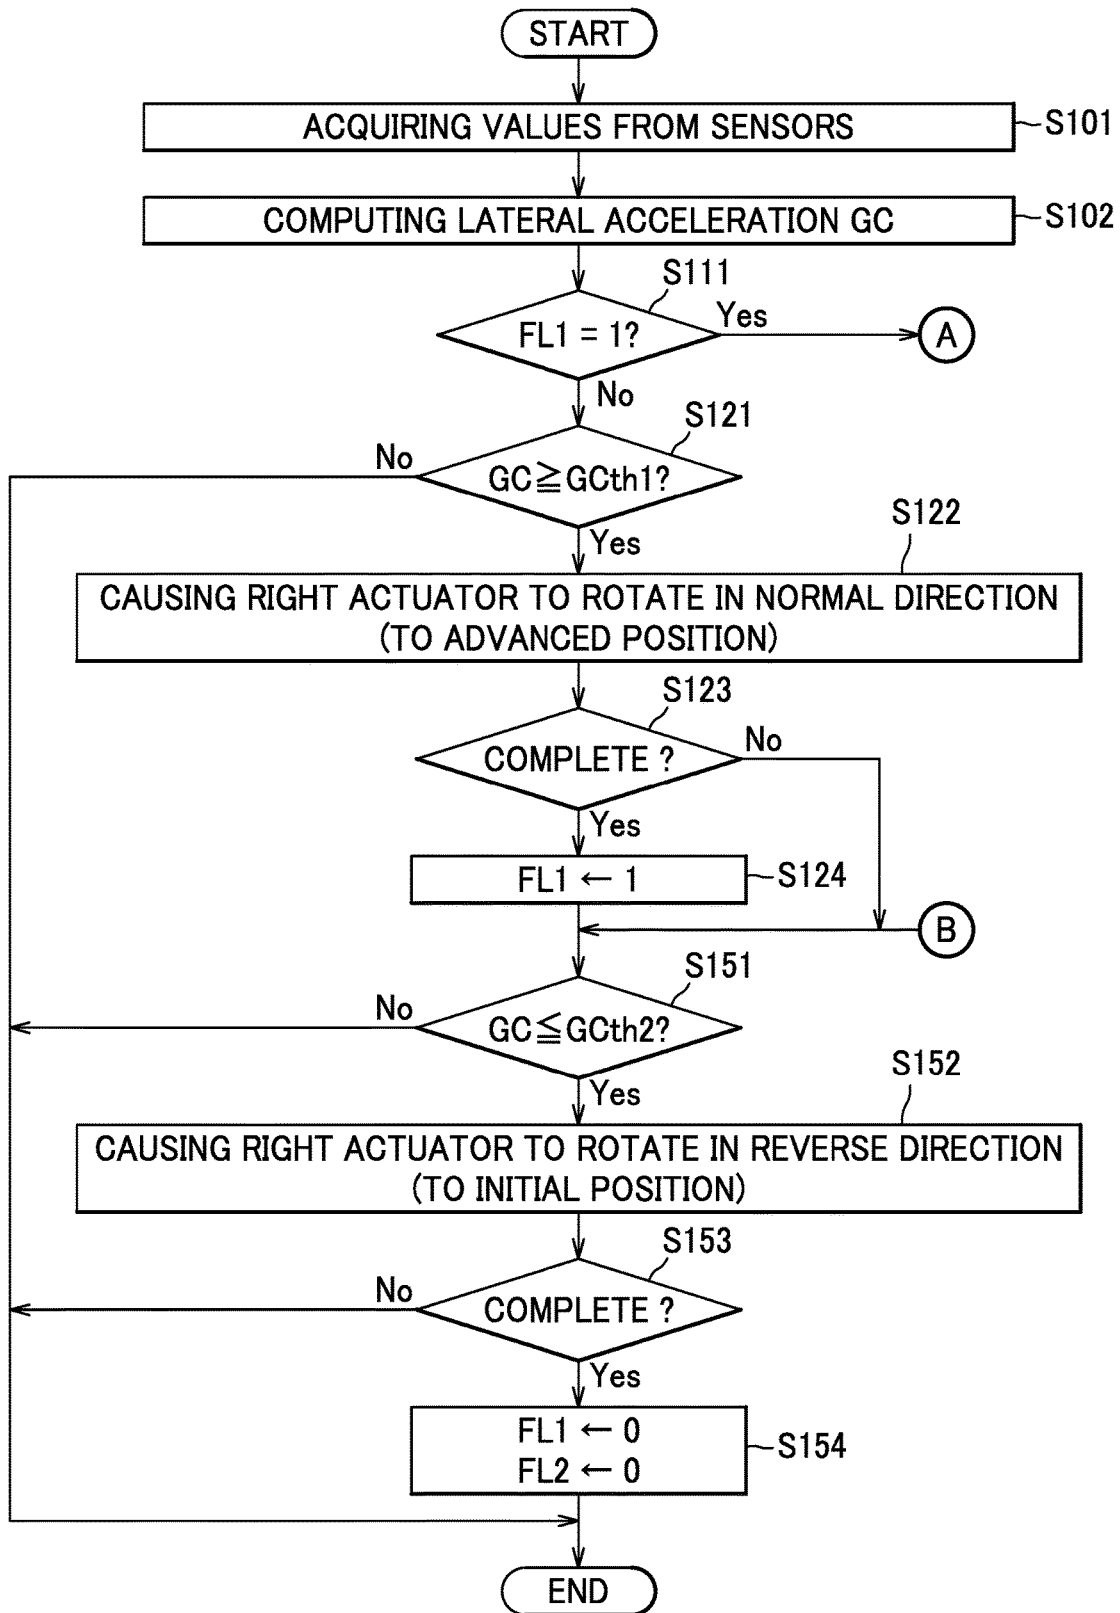 START
ACQUIRING VALUES FROM SENSORS
S101
COMPUTING LATERAL ACCELERATION GC
S102
S111
FL1 = 1?
Yes
A
No
S121
No
GC≧GCth1?
Yes
S122
CAUSING RIGHT ACTUATOR TO ROTATE IN NORMAL DIRECTION
(TO ADVANCED POSITION)
S123
COMPLETE ?
No
Yes
FL1 ← 1
S124
B
S151
No
GC≦GCth2?
Yes
S152
CAUSING RIGHT ACTUATOR TO ROTATE IN REVERSE DIRECTION
(TO INITIAL POSITION)
S153
No
COMPLETE ?
Yes
FL1 ← 0
FL2 ← 0
S154
END